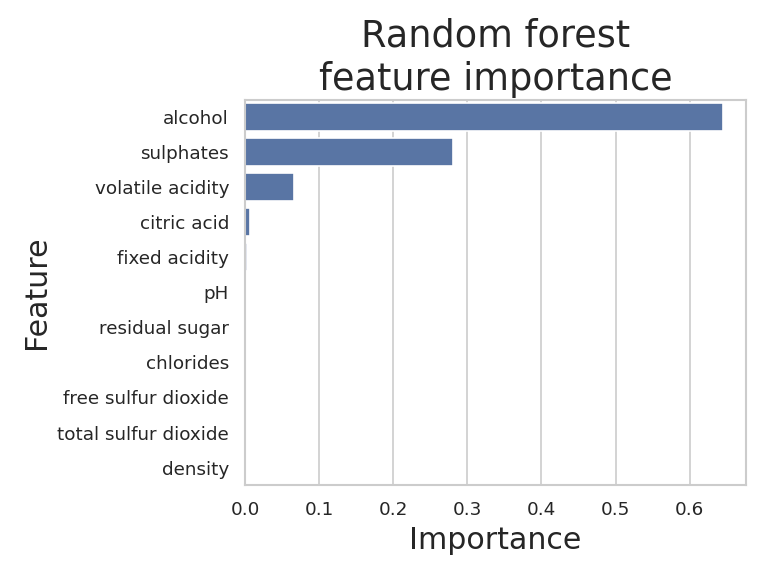 Random forest
feature importance
alcohol
sulphates
volatile acidity
citric acid
fixed acidity
pH
residual sugar
chlorides
free sulfur dioxide
total sulfur dioxide
density
Feature
0.0 0.1 0.2 0.3 0.4 0.5 0.6
Importance